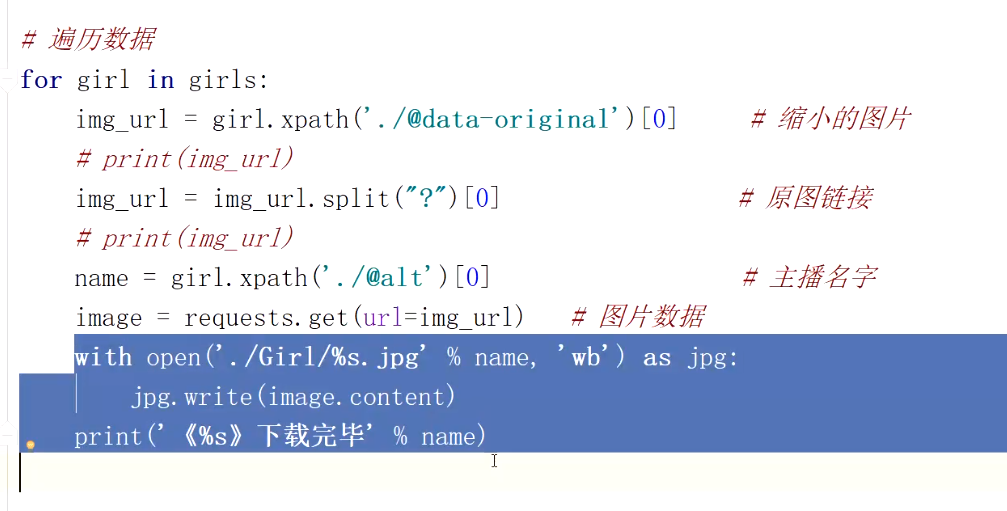 # 遍历数据
for girl in girls:
    img_url = girl.xpath('./@data-original')[0]     # 缩小的图片
    # print(img_url)
    img_url = img_url.split("?")[0]                 # 原图链接
    # print(img_url)
    name = girl.xpath('./@alt')[0]                  # 主播名字
    image = requests.get(url=img_url)   # 图片数据
    with open('./Girl/%s.jpg' % name, 'wb') as jpg:
        jpg.write(image.content)
    print('《%s》下载完毕' % name)